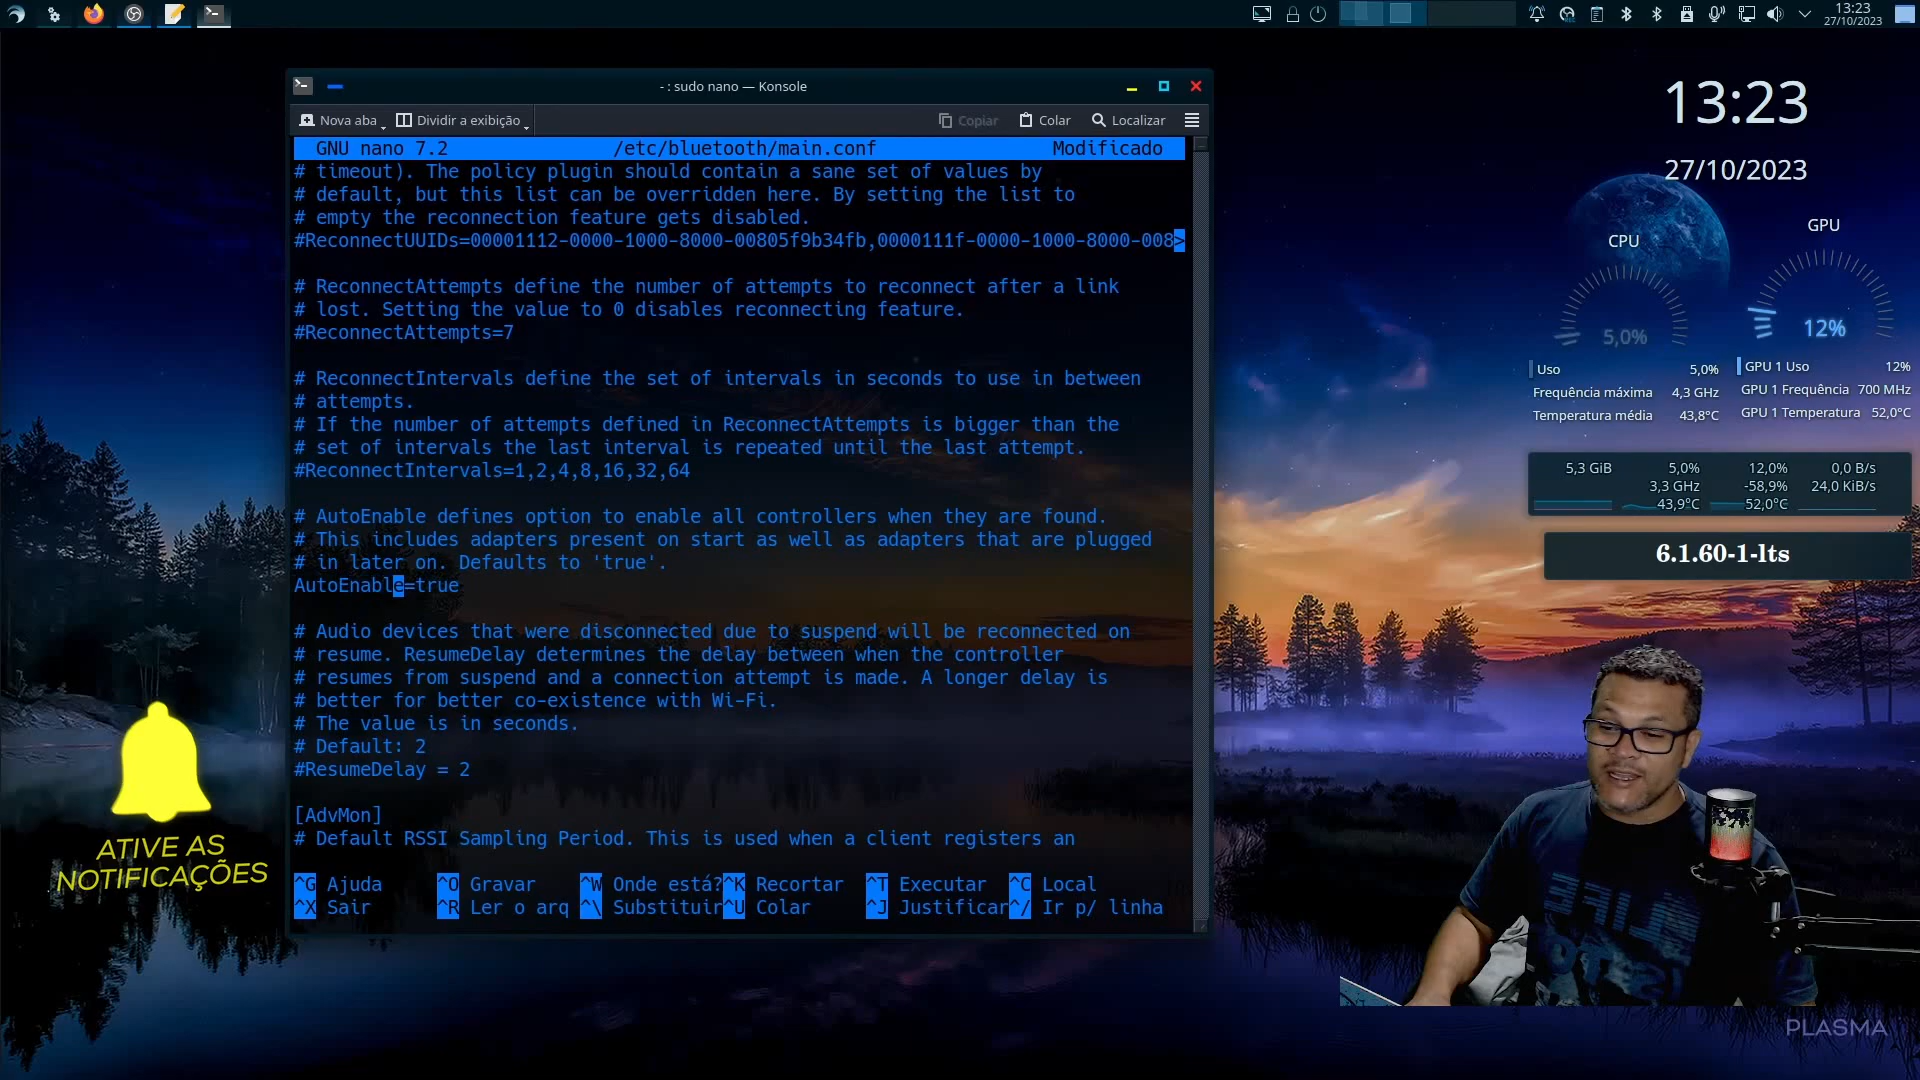 13:23
27/10/2023
- : sudo nano — Konsole
Nova aba
Dividir a exibição
Copiar
Colar
Localizar
GNU nano 7.2
/etc/bluetooth/main.conf
Modificado
# timeout). The policy plugin should contain a sane set of values by
# default, but this list can be overridden here. By setting the list to
# empty the reconnection feature gets disabled.
#ReconnectUUIDs=00001112-0000-1000-8000-00805f9b34fb,0000111f-0000-1000-8000-008>
# ReconnectAttempts define the number of attempts to reconnect after a link
# lost. Setting the value to 0 disables reconnecting feature.
#ReconnectAttempts=7
# ReconnectIntervals define the set of intervals in seconds to use in between
# attempts.
# If the number of attempts defined in ReconnectAttempts is bigger than the
# set of intervals the last interval is repeated until the last attempt.
#ReconnectIntervals=1,2,4,8,16,32,64
# AutoEnable defines option to enable all controllers when they are found.
# This includes adapters present on start as well as adapters that are plugged
# in later on. Defaults to 'true'.
AutoEnable=true
# Audio devices that were disconnected due to suspend will be reconnected on
# resume. ResumeDelay determines the delay between when the controller
# resumes from suspend and a connection attempt is made. A longer delay is
# better for better co-existence with Wi-Fi.
# The value is in seconds.
# Default: 2
#ResumeDelay = 2
[AdvMon]
# Default RSSI Sampling Period. This is used when a client registers an
^G Ajuda ^O Gravar ^W Onde está? ^K Recortar ^T Executar ^C Local
^X Sair ^R Ler o arq ^\ Substituir ^U Colar ^J Justificar ^/ Ir p/ linha
13:23
27/10/2023
CPU
5,0%
Uso 5,0%
Frequência máxima 4,3 GHz
Temperatura média 43,8°C
GPU
12%
GPU 1 Uso 12%
GPU 1 Frequência 700 MHz
GPU 1 Temperatura 52,0°C
5,3 GiB 5,0% 12,0% 0,0 B/s
3,3 GHz -58,9% 24,0 KiB/s
43,9°C 52,0°C
6.1.60-1-lts
ATIVE AS
NOTIFICAÇÕES
PLASMA